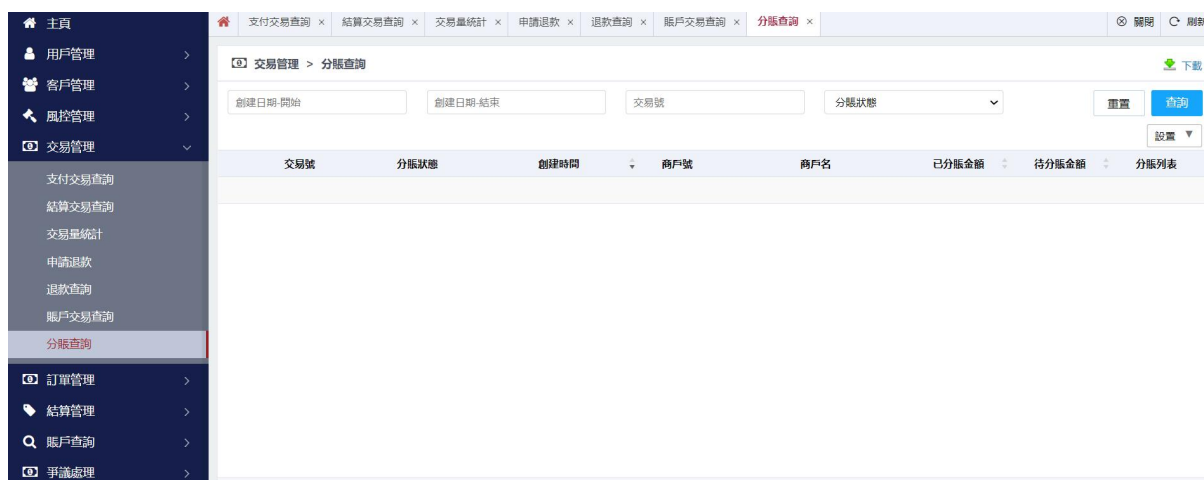 主頁
用戶管理
客戶管理
風控管理
交易管理
支付交易查詢
結算交易查詢
交易量統計
申請退款
退款查詢
賬戶交易查詢
分賬查詢
訂單管理
結算管理
賬戶查詢
爭議處理
支付交易查詢 × 結算交易查詢 × 交易量統計 × 申請退款 × 退款查詢 × 賬戶交易查詢 × 分賬查詢 × 關閉 刷新
交易管理 > 分賬查詢 下載
創建日期-開始 創建日期-結束 交易號 分賬狀態 重置 查詢
設置 ▼
交易號 分賬狀態 創建時間 商戶號 商戶名 已分賬金額 待分賬金額 分賬列表